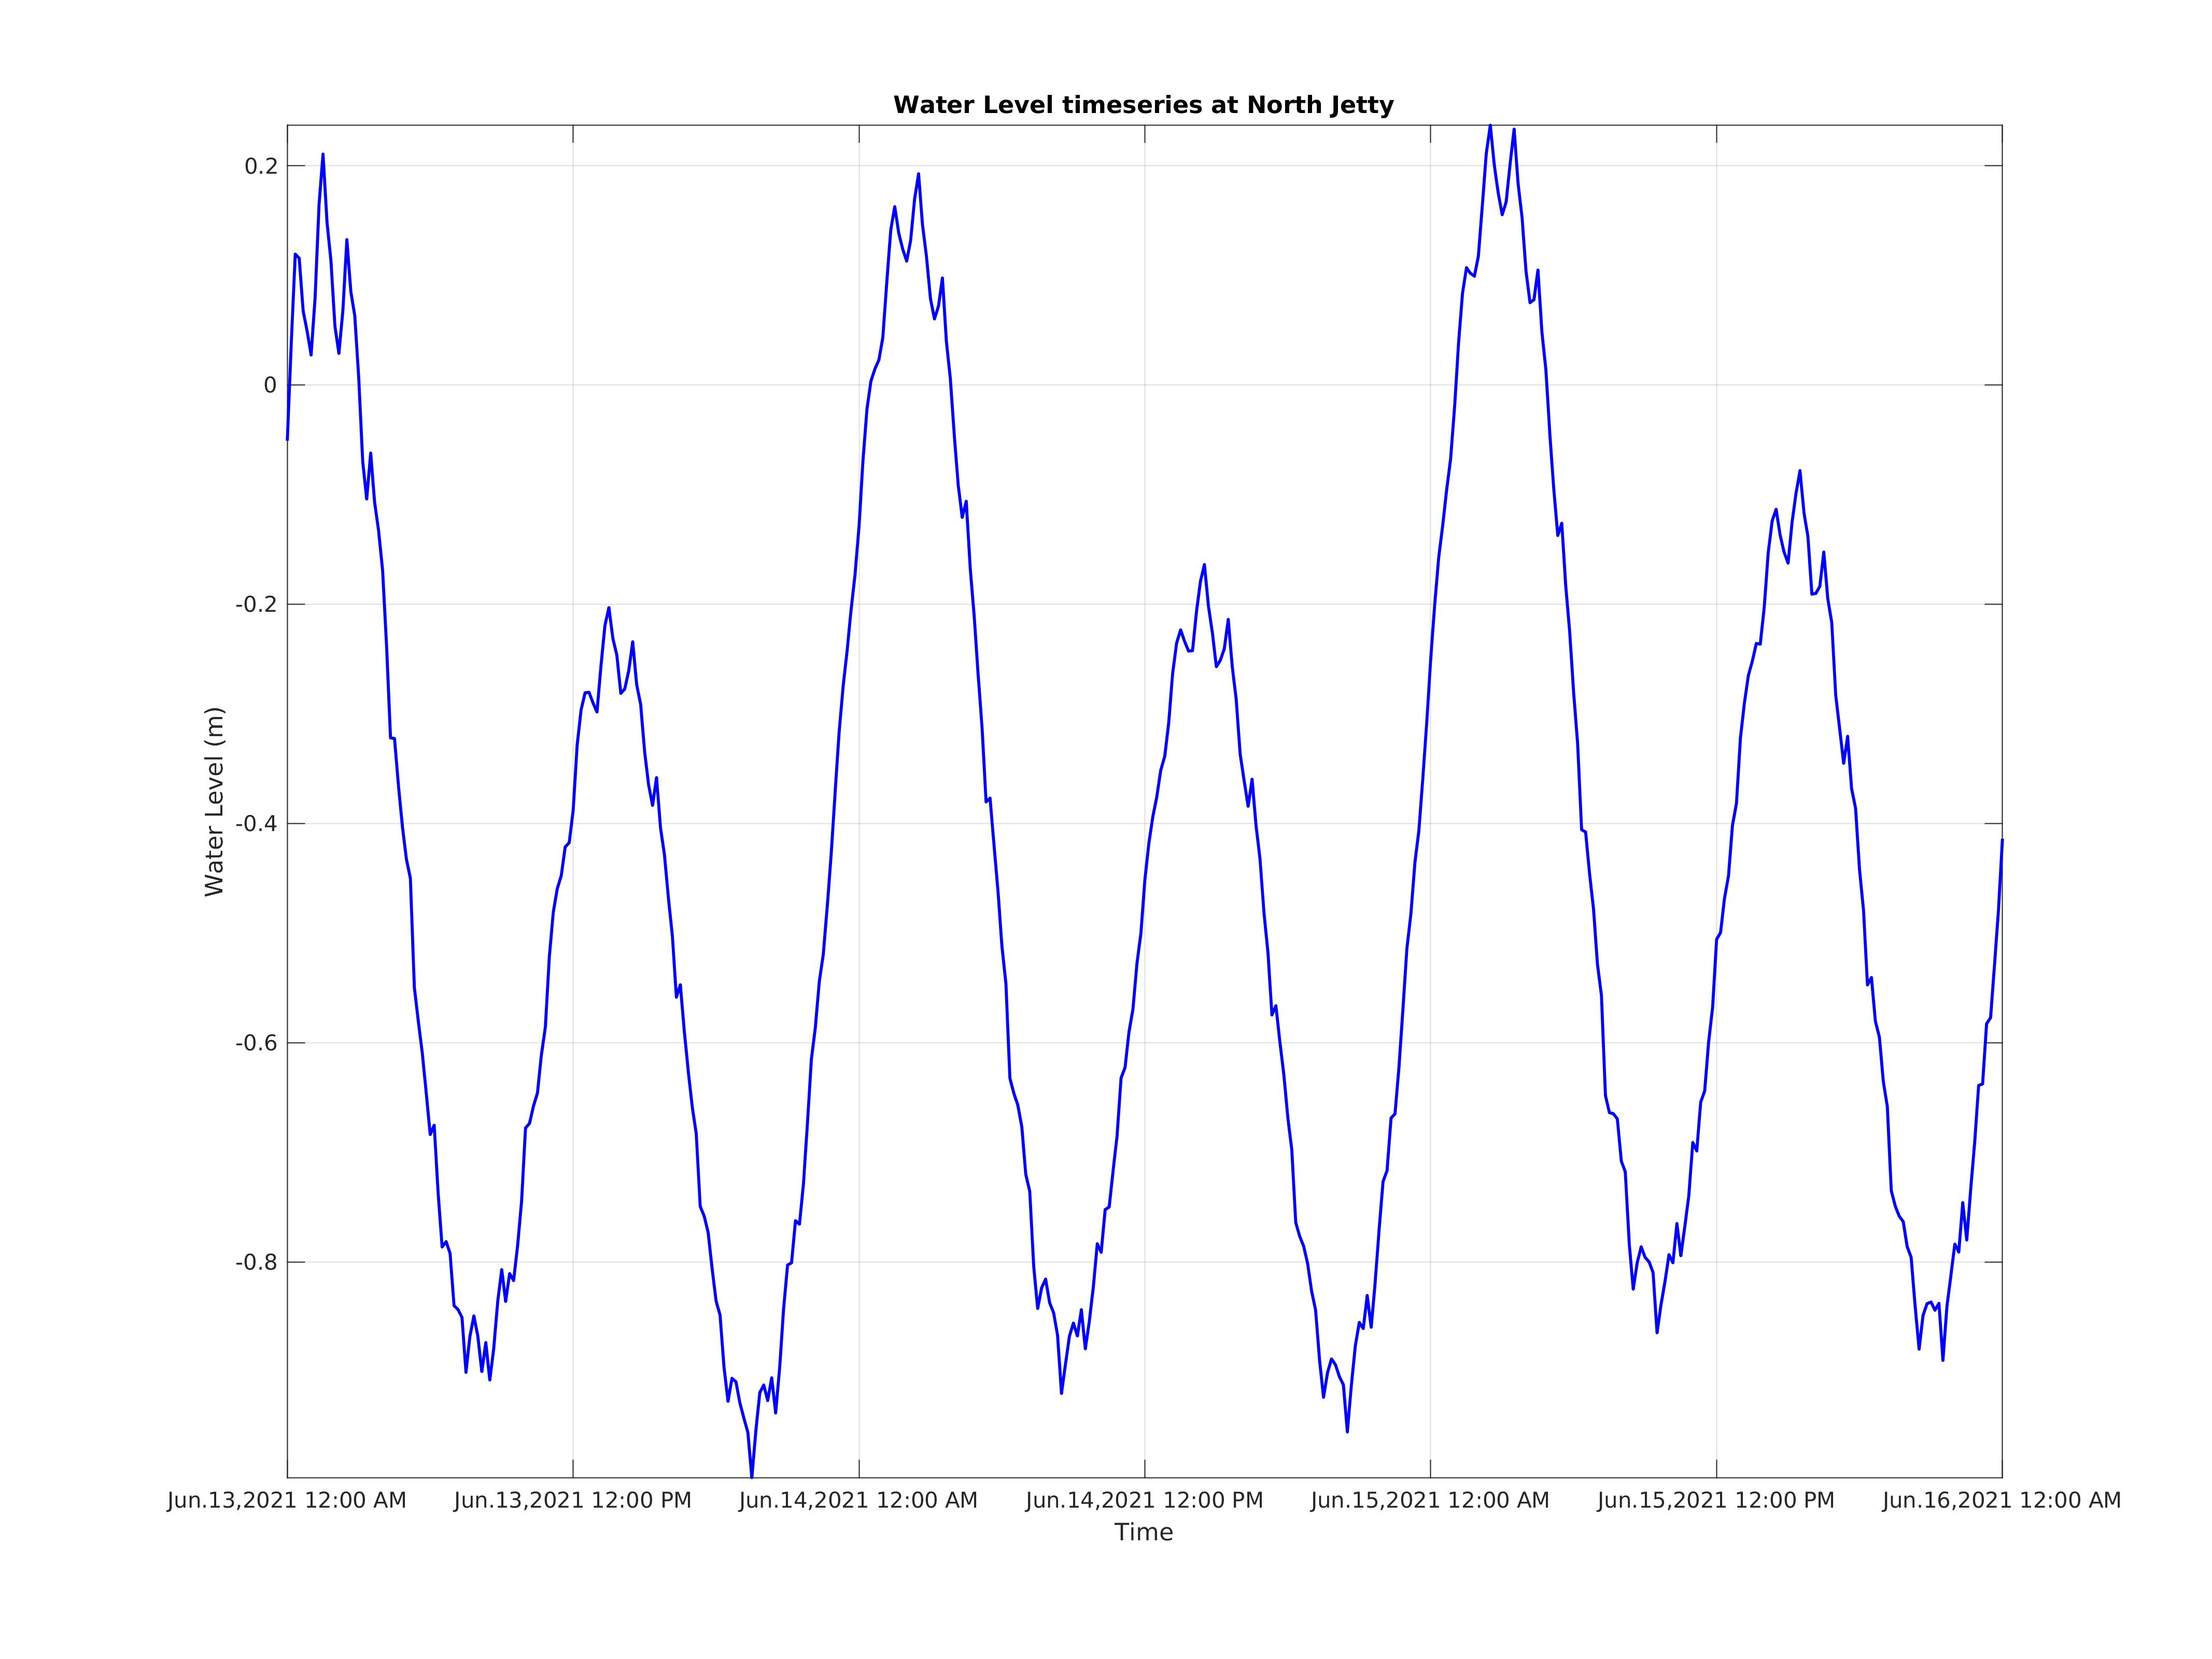 Water Level timeseries at North Jetty
0.2
0
-0.2
-0.4
-0.6
-0.8
Water Level (m)
Jun.13,2021 12:00 AM
Jun.13,2021 12:00 PM
Jun.14,2021 12:00 AM
Jun.14,2021 12:00 PM
Jun.15,2021 12:00 AM
Jun.15,2021 12:00 PM
Jun.16,2021 12:00 AM
Time